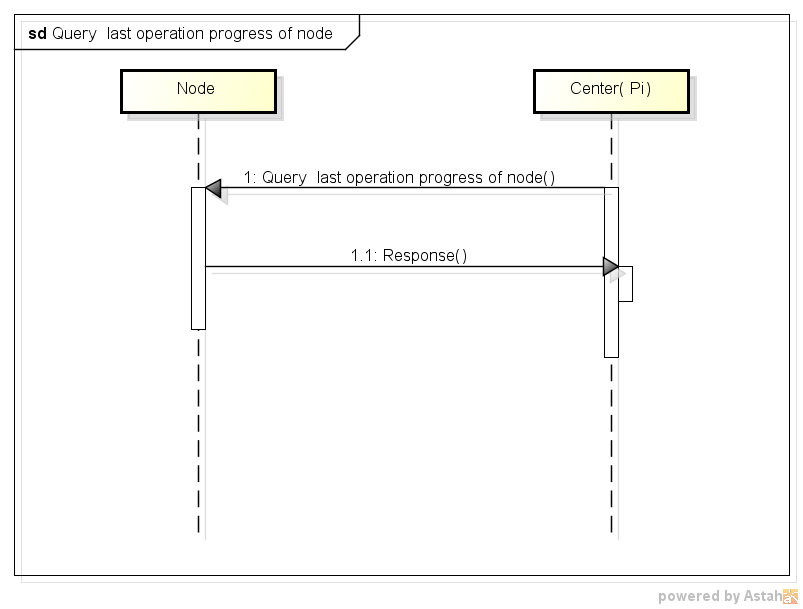 sd Query  last operation progress of node
Node
Center( Pi)
1: Query  last operation progress of node()
1.1: Response()
powered by Astah